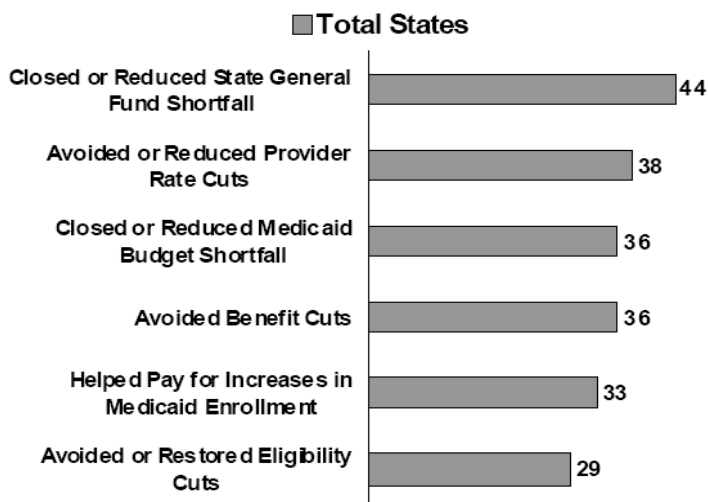 Total States
Closed or Reduced State General
Fund Shortfall
44
Avoided or Reduced Provider
Rate Cuts
38
Closed or Reduced Medicaid
Budget Shortfall
36
Avoided Benefit Cuts
36
Helped Pay for Increases in
Medicaid Enrollment
33
Avoided or Restored Eligibility
Cuts
29